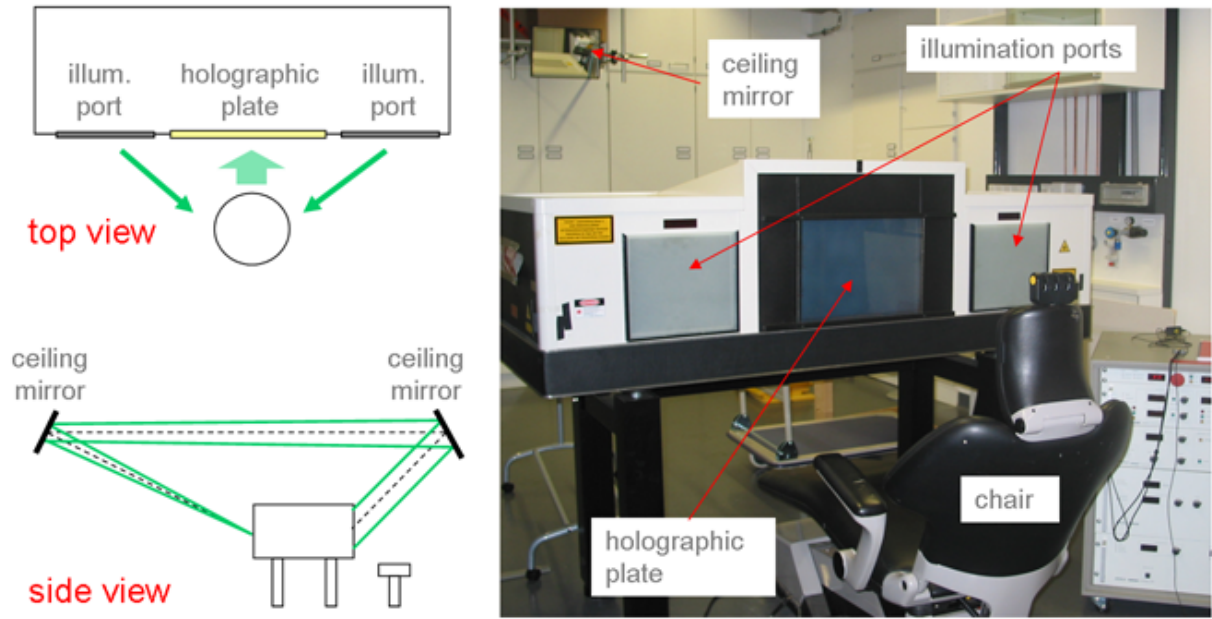 illum.
port
holographic
plate
illum.
port
top view
ceiling
mirror
ceiling
mirror
side view
ceiling
mirror
illumination ports
holographic
plate
chair